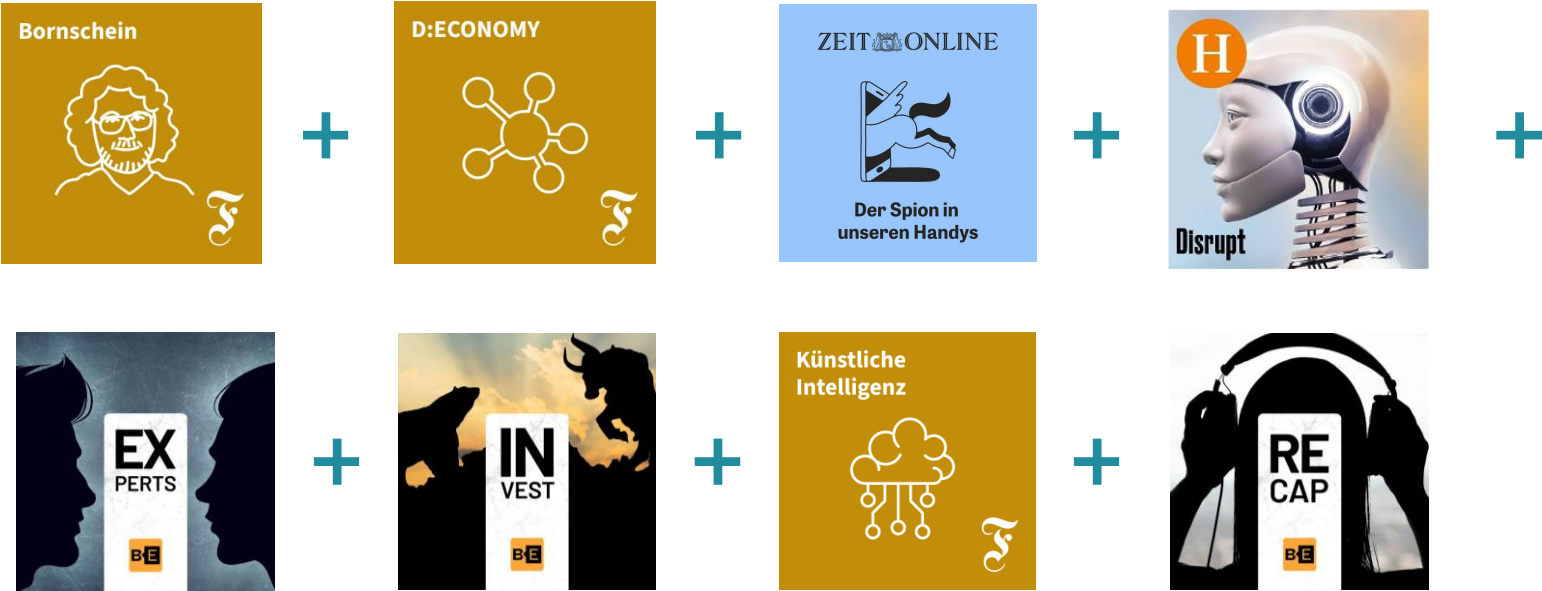 Bornschein
F
D:ECONOMY
F
ZEIT ONLINE
Der Spion in
unseren Handys
H
Disrupt
EX
PERTS
B E
IN
VEST
B E
Künstliche
Intelligenz
F
RE
CAP
B E